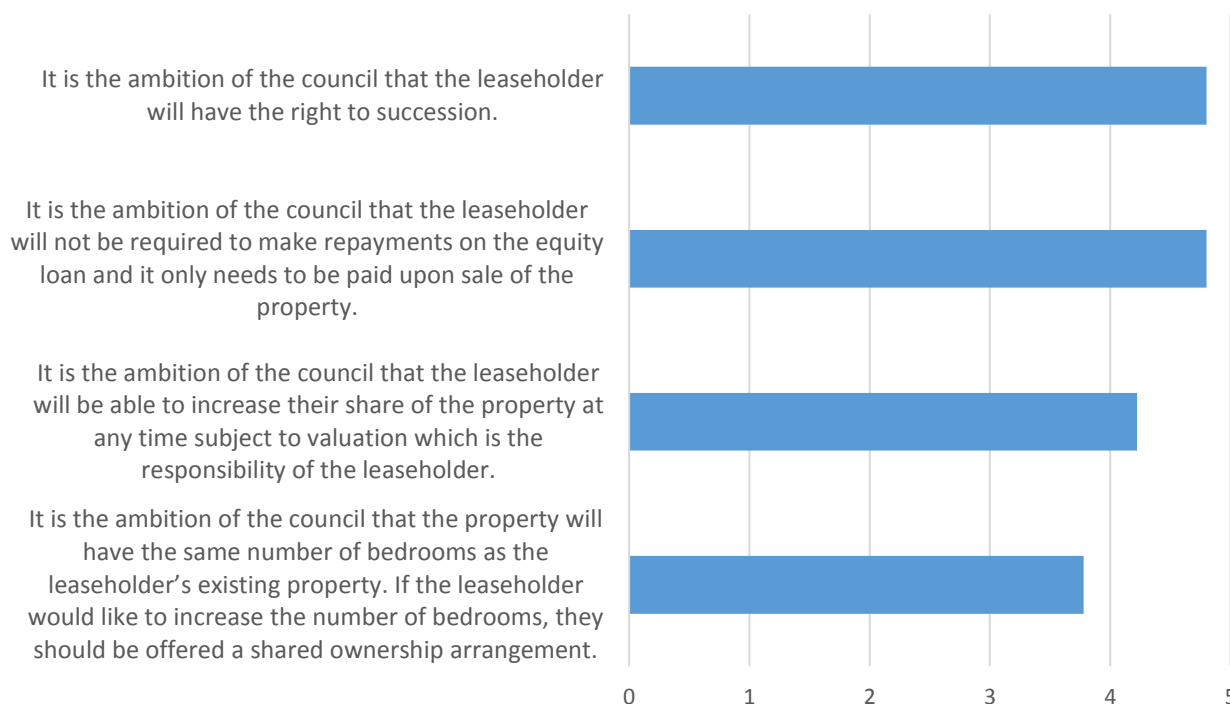 It is the ambition of the council that the leaseholder
will have the right to succession.
It is the ambition of the council that the leaseholder
will not be required to make repayments on the equity
loan and it only needs to be paid upon sale of the
property.
It is the ambition of the council that the leaseholder
will be able to increase their share of the property at
any time subject to valuation which is the
responsibility of the leaseholder.
It is the ambition of the council that the property will
have the same number of bedrooms as the
leaseholder’s existing property. If the leaseholder
would like to increase the number of bedrooms, they
should be offered a shared ownership arrangement.
0 1 2 3 4 5